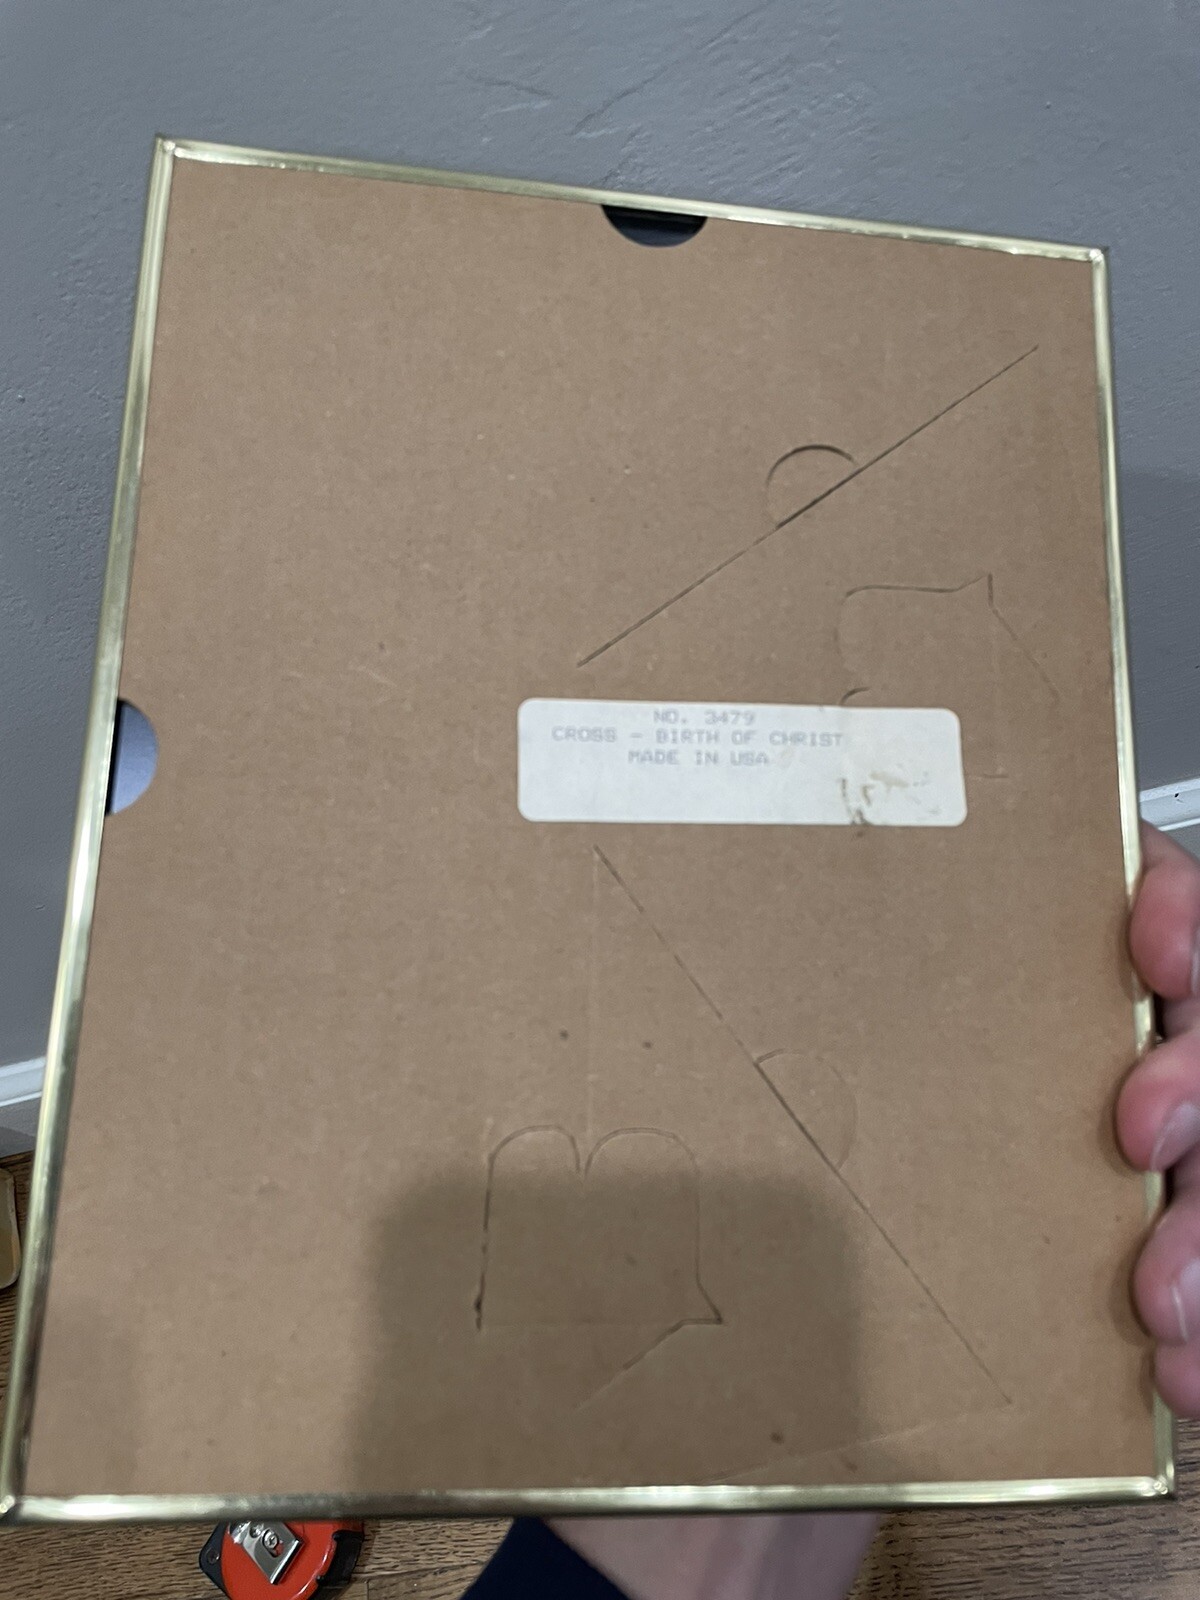 NO. 3479
CROSS - BIRTH OF CHRIST
MADE IN USA